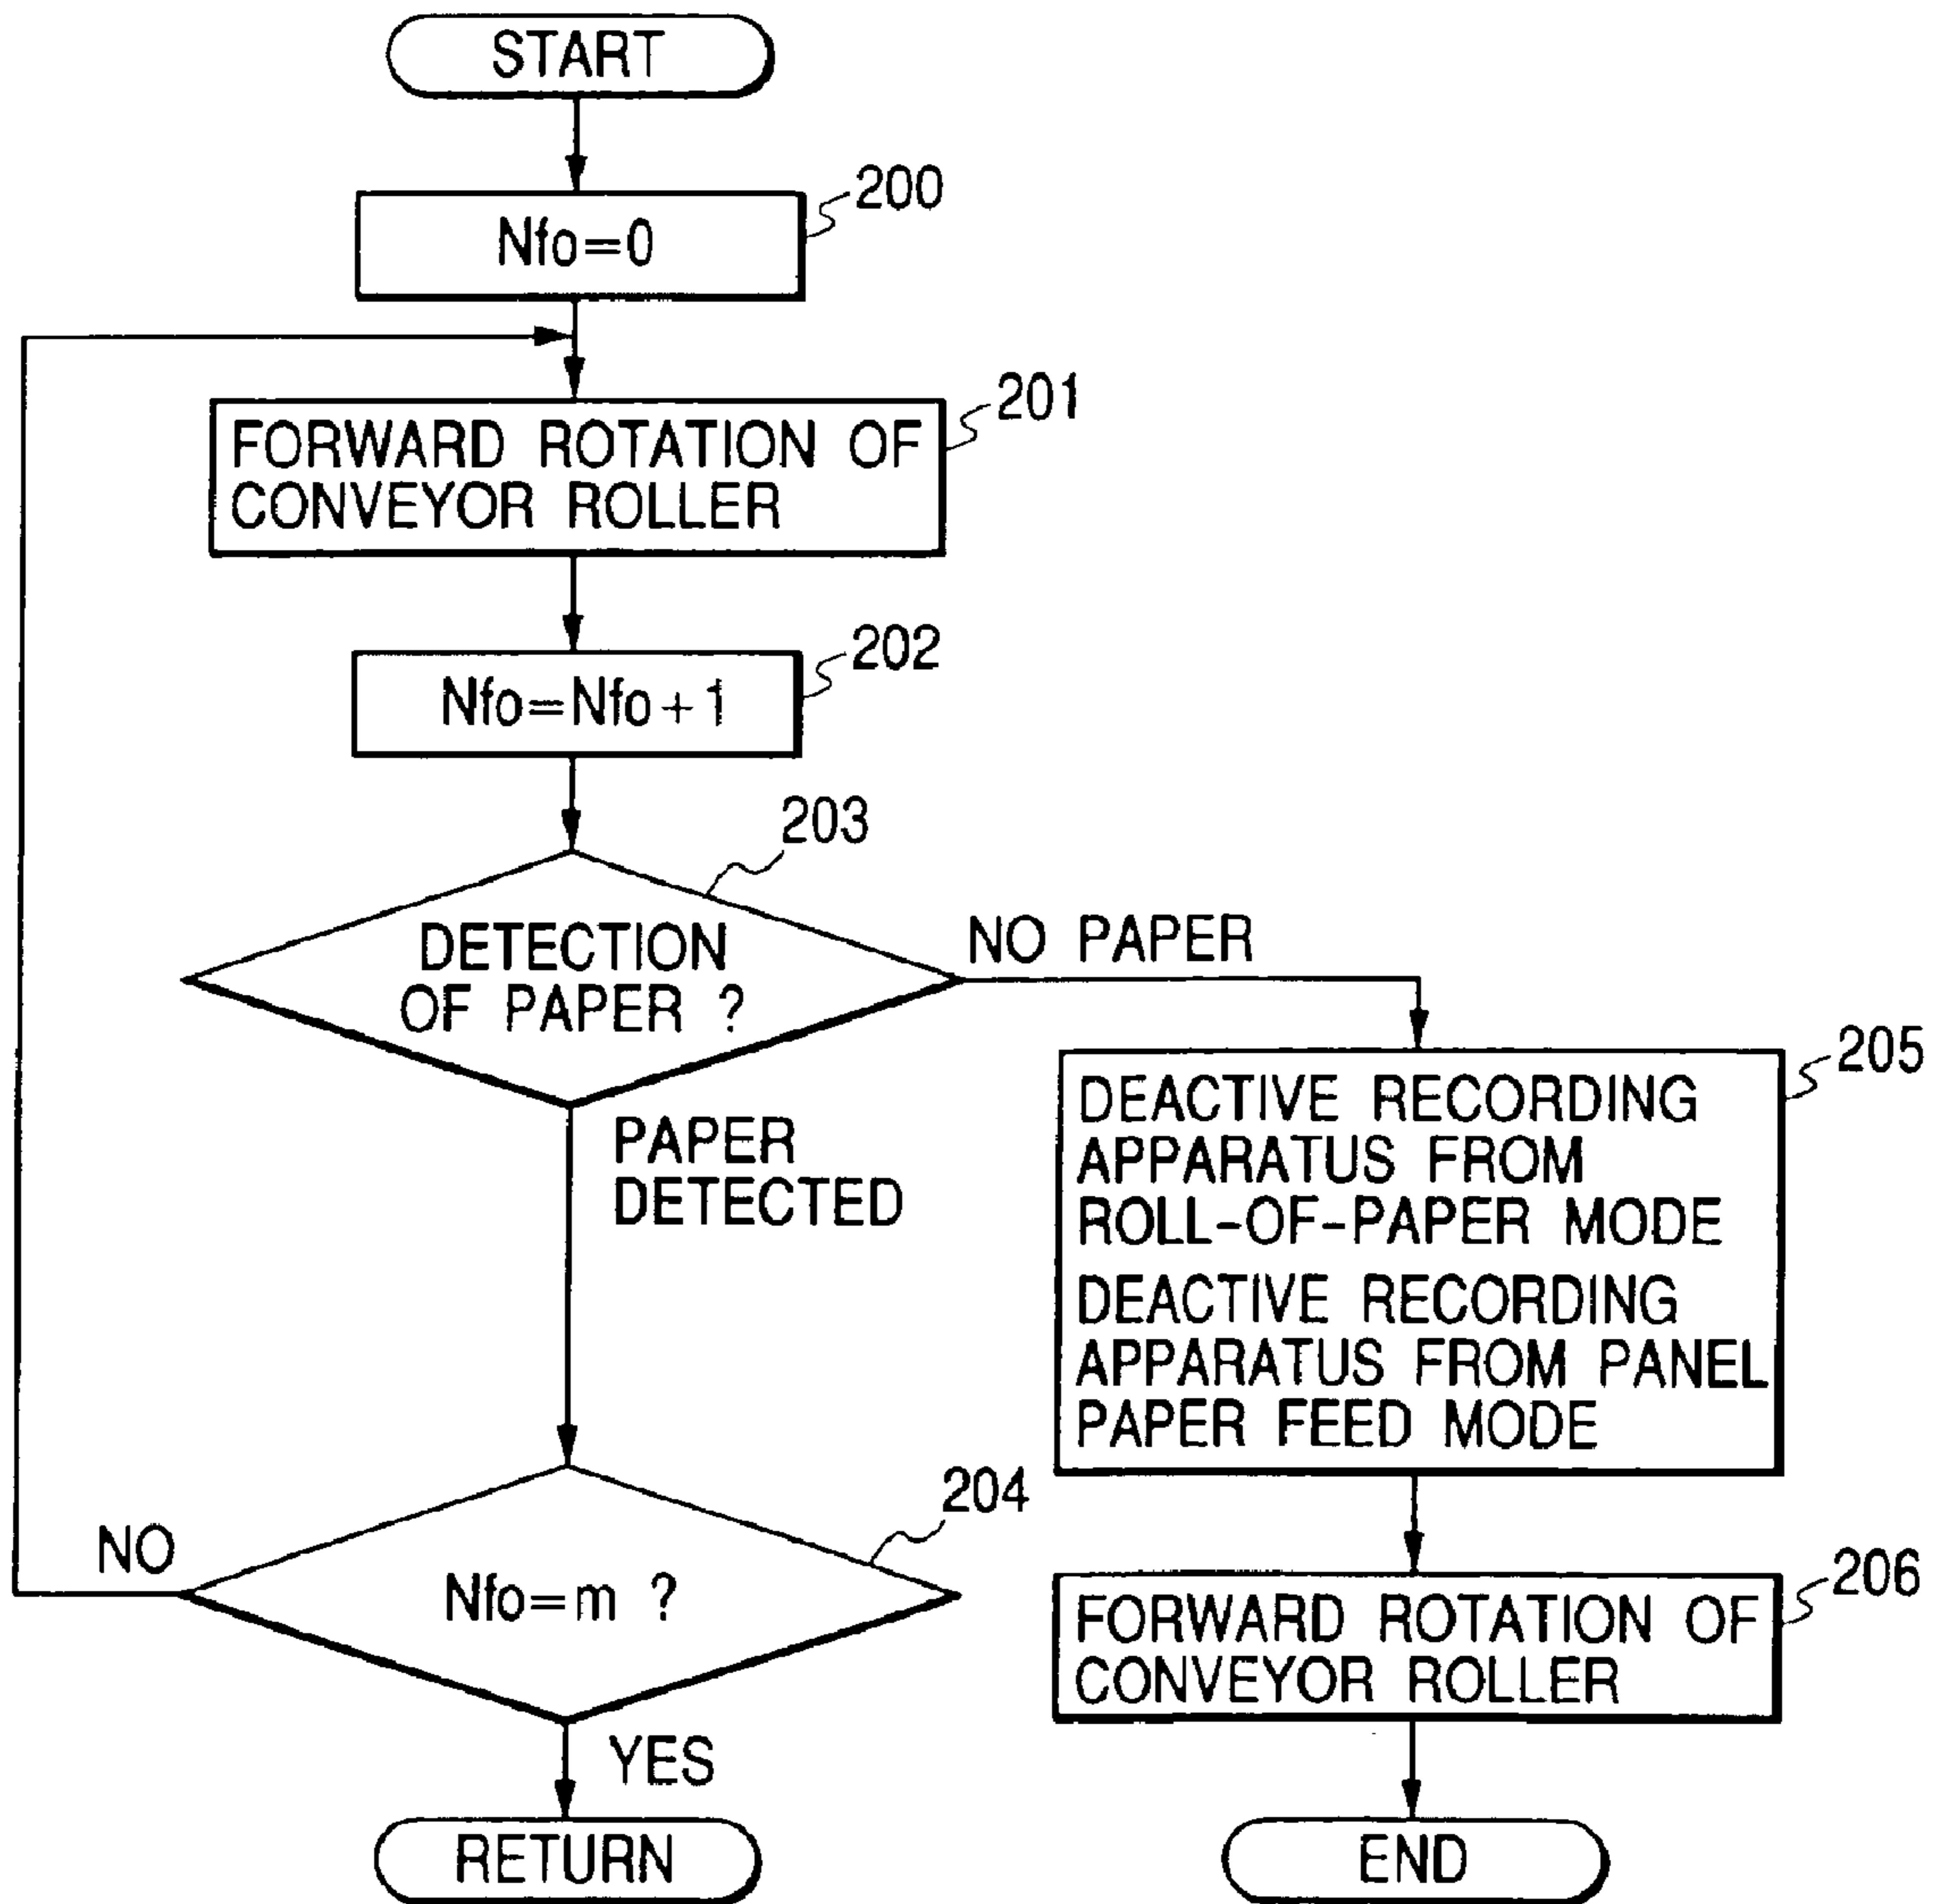 START
200
Nfo=0
201
FORWARD ROTATION OF
CONVEYOR ROLLER
202
Nfo=Nfo+1
203
DETECTION
OF PAPER ?
NO PAPER
PAPER
DETECTED
205
DEACTIVE RECORDING
APPARATUS FROM
ROLL-OF-PAPER MODE
DEACTIVE RECORDING
APPARATUS FROM PANEL
PAPER FEED MODE
204
NO
Nfo=m ?
YES
206
FORWARD ROTATION OF
CONVEYOR ROLLER
RETURN
END